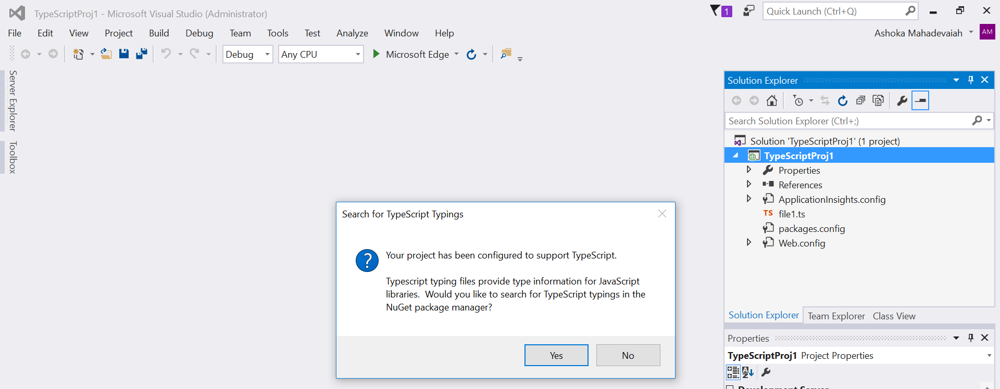 TypeScriptProj1 - Microsoft Visual Studio (Administrator)
1
Quick Launch (Ctrl+Q)
File Edit View Project Build Debug Team Tools Test Analyze Window Help
Ashoka Mahadevaiah
AM
Debug
Any CPU
Microsoft Edge
Server Explorer
Toolbox
Solution Explorer
Search Solution Explorer (Ctrl+;)
Solution 'TypeScriptProj1' (1 project)
TypeScriptProj1
Properties
References
ApplicationInsights.config
TS file1.ts
packages.config
Web.config
Solution Explorer Team Explorer Class View
Properties
TypeScriptProj1 Project Properties
Development Server
Search for TypeScript Typings
?
Your project has been configured to support TypeScript.
Typescript typing files provide type information for JavaScript
libraries. Would you like to search for TypeScript typings in the
NuGet package manager?
Yes
No